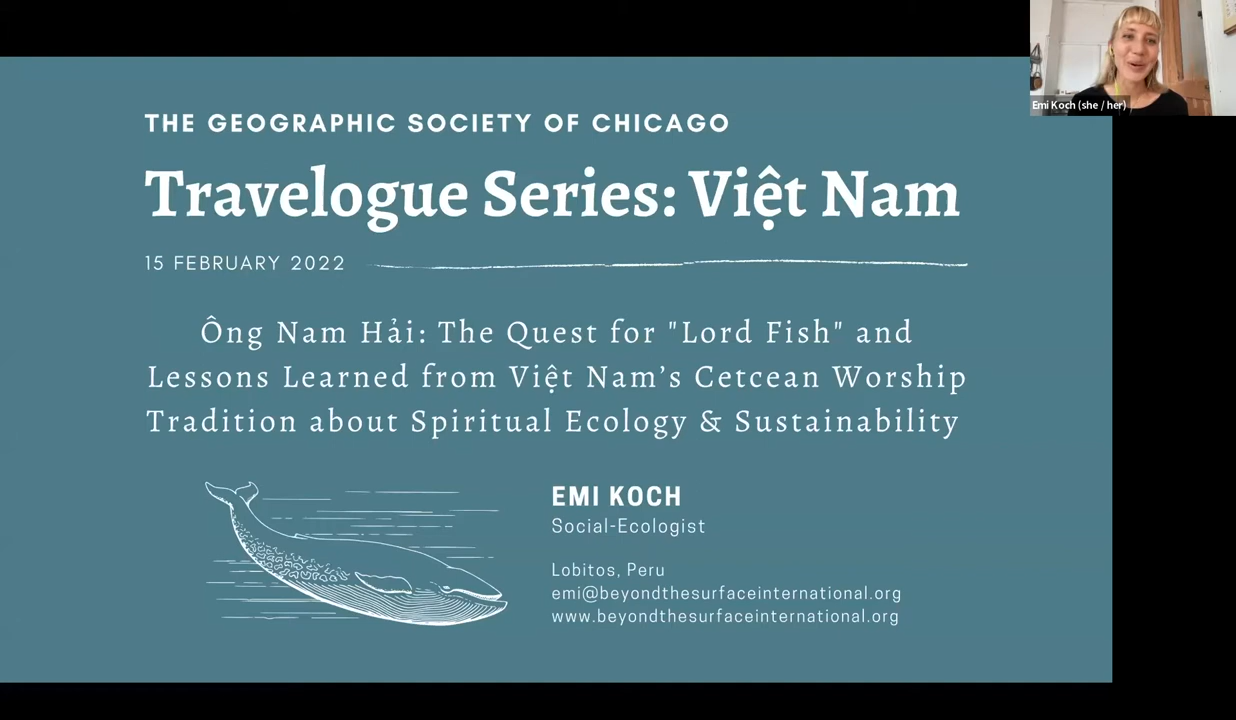 Emi Koch (she / her)
THE GEOGRAPHIC SOCIETY OF CHICAGO
Travelogue Series: Việt Nam
15 FEBRUARY 2022
Ông Nam Hải: The Quest for "Lord Fish" and
Lessons Learned from Việt Nam’s Cetcean Worship
Tradition about Spiritual Ecology & Sustainability
EMI KOCH
Social-Ecologist
Lobitos, Peru
emi@beyondthesurfaceinternational.org
www.beyondthesurfaceinternational.org